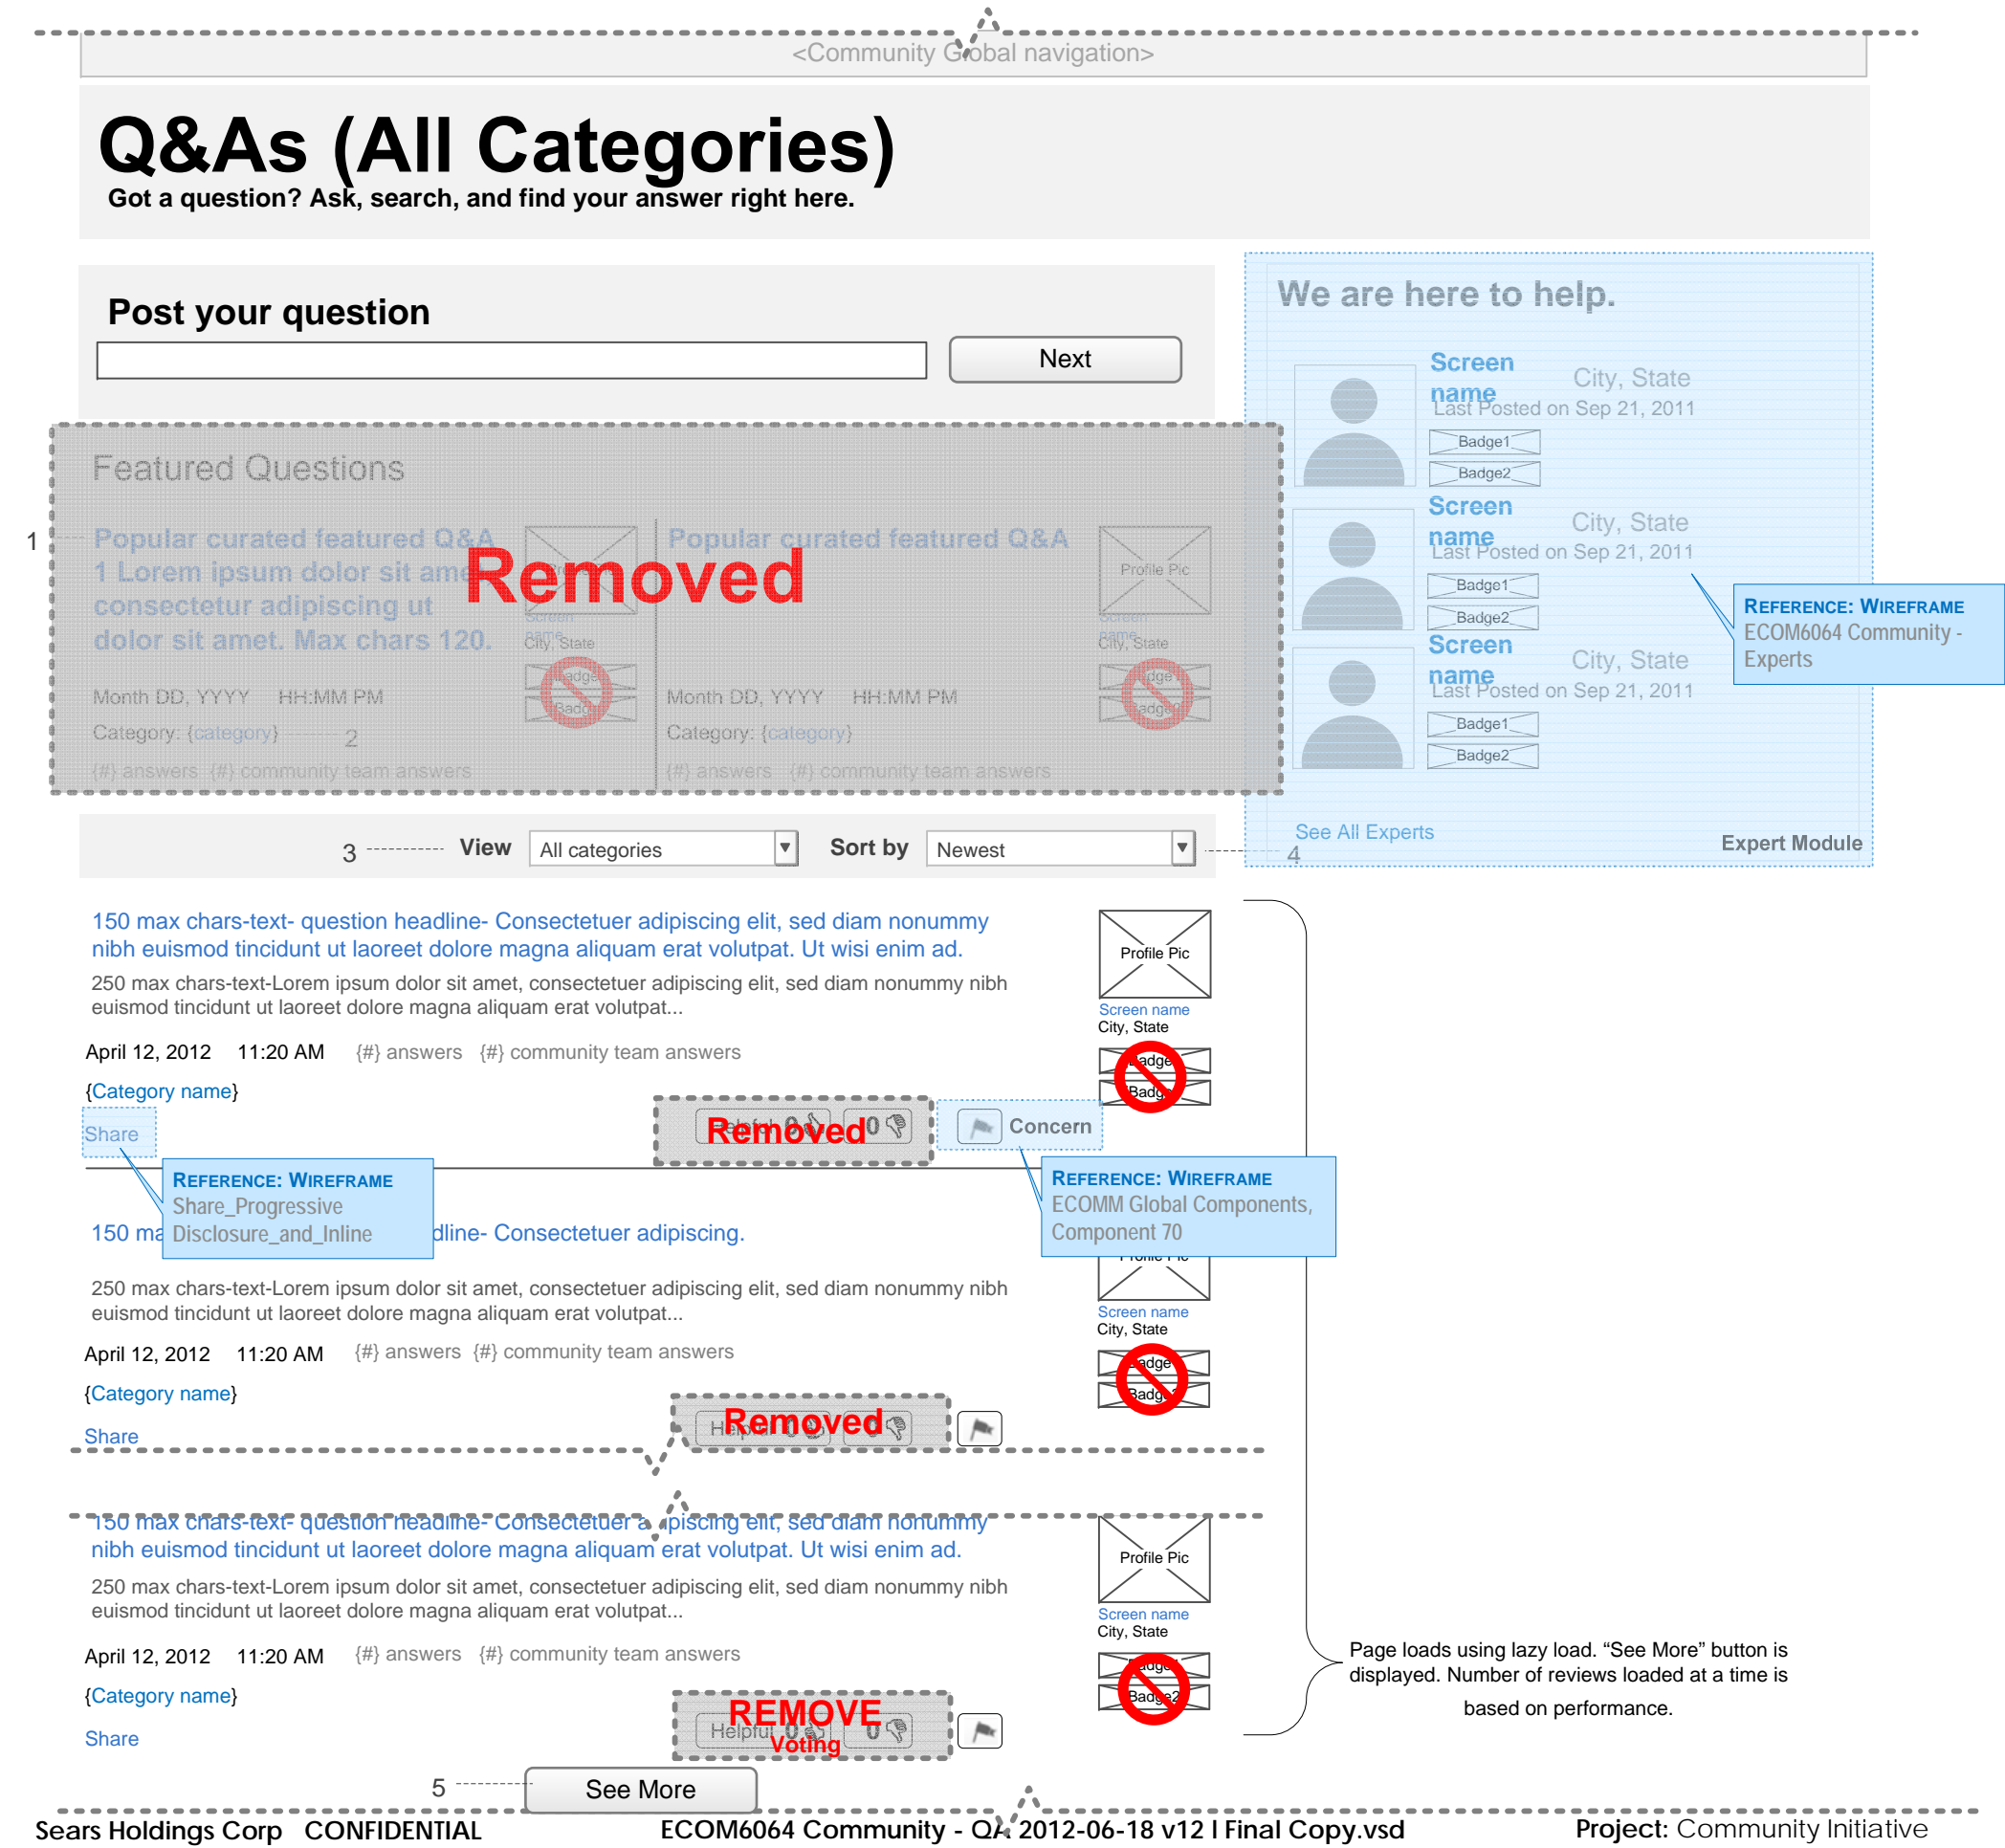 <Community Global navigation>
Q&As (All Categories)
Got a question? Ask, search, and find your answer right here.
Post your question
Next
We are here to help.
Screen
name
City, State
Last Posted on Sep 21, 2011
Badge1
Badge2
Screen
name
City, State
Last Posted on Sep 21, 2011
Badge1
Badge2
Screen
name
City, State
Last Posted on Sep 21, 2011
Badge1
Badge2
See All Experts
Expert Module
REFERENCE: WIREFRAME
ECOM6064 Community -
Experts
Featured Questions
1
Popular curated featured Q&A
1 Lorem ipsum dolor sit amet
consectetur adipiscing ut
dolor sit amet. Max chars 120.
Screen
name
City, State
Month DD, YYYY HH:MM PM
Category: {category}
2
{#} answers {#} community team answers
Removed
Popular curated featured Q&A
Profile Pic
Screen
name
City, State
Month DD, YYYY HH:MM PM
Category: {category}
{#} answers {#} community team answers
3
View
All categories
Sort by
Newest
4
150 max chars-text- question headline- Consectetuer adipiscing elit, sed diam nonummy
nibh euismod tincidunt ut laoreet dolore magna aliquam erat volutpat. Ut wisi enim ad.
250 max chars-text-Lorem ipsum dolor sit amet, consectetuer adipiscing elit, sed diam nonummy nibh
euismod tincidunt ut laoreet dolore magna aliquam erat volutpat...
April 12, 2012 11:20 AM {#} answers {#} community team answers
{Category name}
Share
Profile Pic
Screen name
City, State
Badge
Badge
Removed
0
0
Concern
REFERENCE: WIREFRAME
Share_Progressive
Disclosure_and_Inline
REFERENCE: WIREFRAME
ECOMM Global Components,
Component 70
150 ma
dline- Consectetuer adipiscing.
250 max chars-text-Lorem ipsum dolor sit amet, consectetuer adipiscing elit, sed diam nonummy nibh
euismod tincidunt ut laoreet dolore magna aliquam erat volutpat...
April 12, 2012 11:20 AM {#} answers {#} community team answers
{Category name}
Share
Screen name
City, State
Removed
0
150 max chars-text- question headline- Consectetuer adipiscing elit, sed diam nonummy
nibh euismod tincidunt ut laoreet dolore magna aliquam erat volutpat. Ut wisi enim ad.
250 max chars-text-Lorem ipsum dolor sit amet, consectetuer adipiscing elit, sed diam nonummy nibh
euismod tincidunt ut laoreet dolore magna aliquam erat volutpat...
April 12, 2012 11:20 AM {#} answers {#} community team answers
{Category name}
Share
Profile Pic
Screen name
City, State
Badge2
REMOVE
Voting
Helpful 0
0
Page loads using lazy load. “See More” button is
displayed. Number of reviews loaded at a time is
based on performance.
5
See More
Sears Holdings Corp CONFIDENTIAL
ECOM6064 Community - QA 2012-06-18 v12 l Final Copy.vsd
Project: Community Initiative